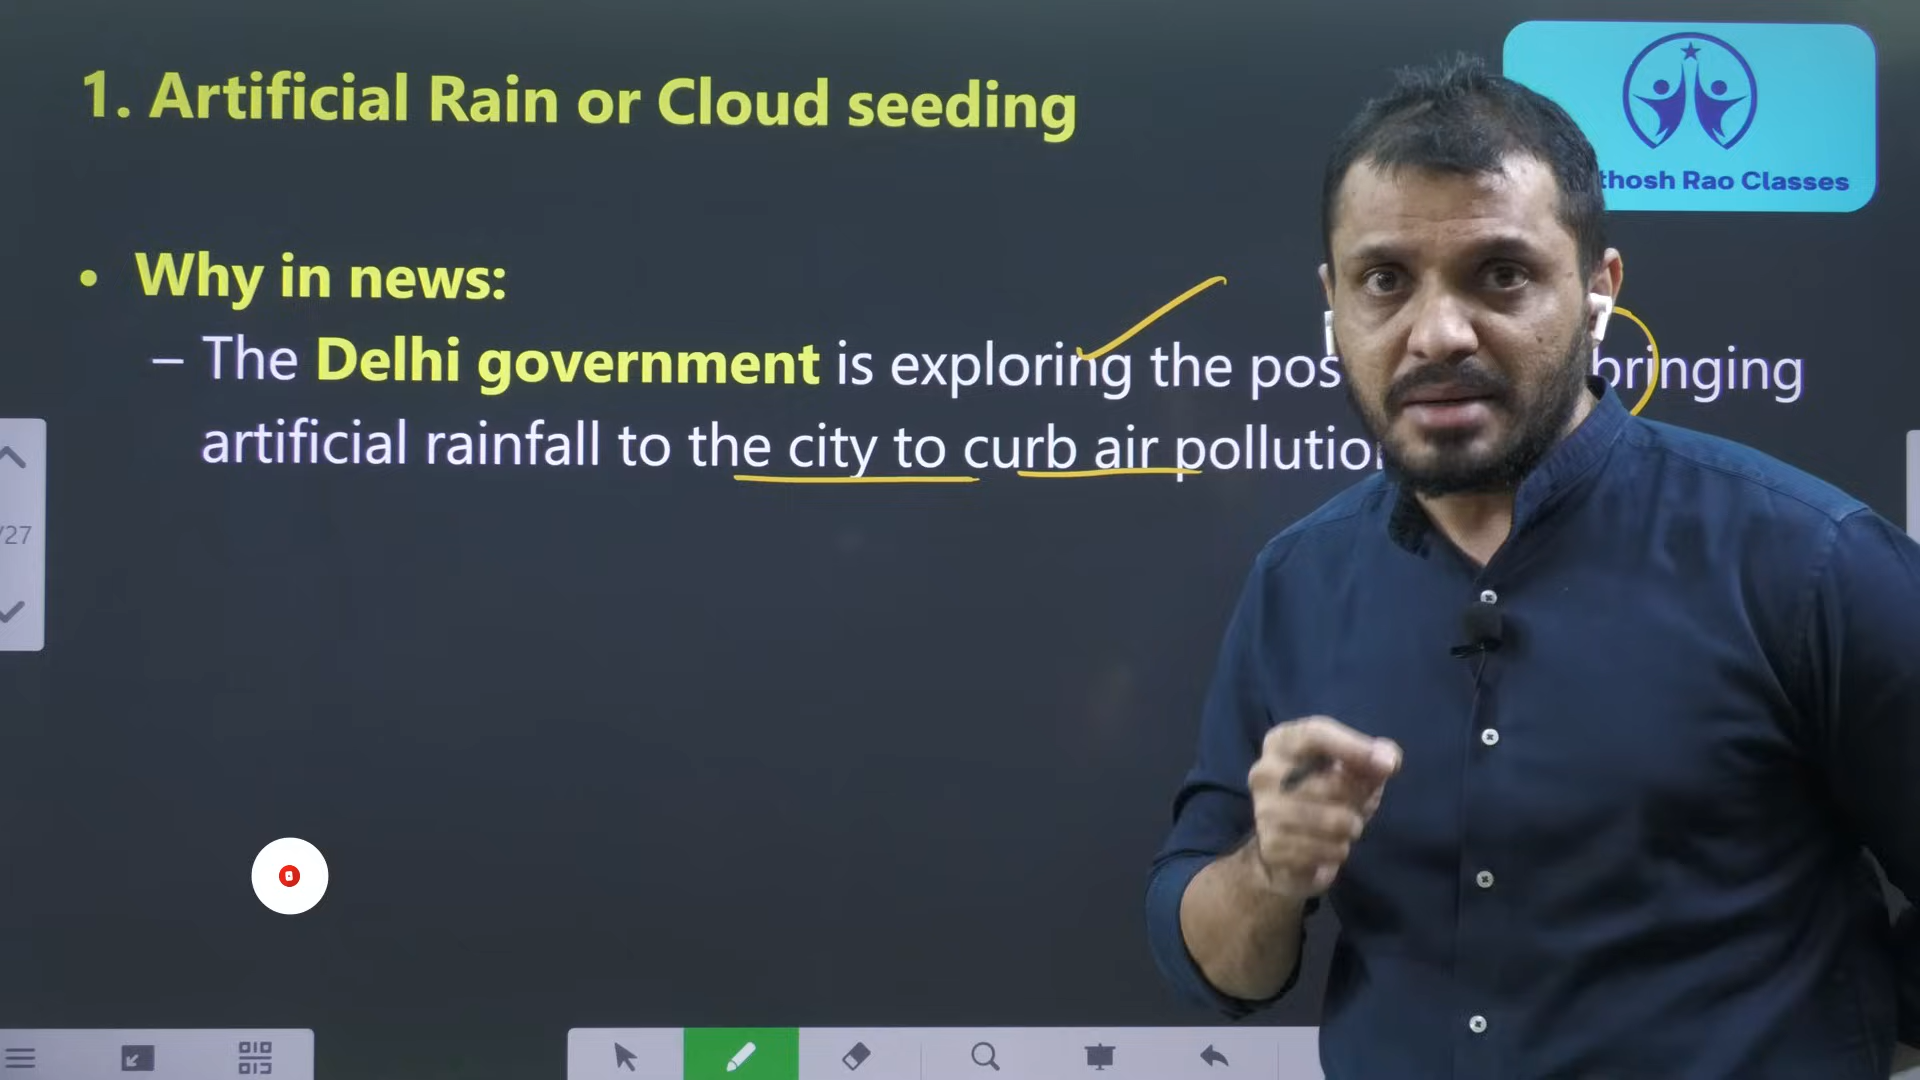 1. Artificial Rain or Cloud seeding
thosh Rao Classes
• Why in news:
– The Delhi government is exploring the pos bringing
artificial rainfall to the city to curb air pollution
/27